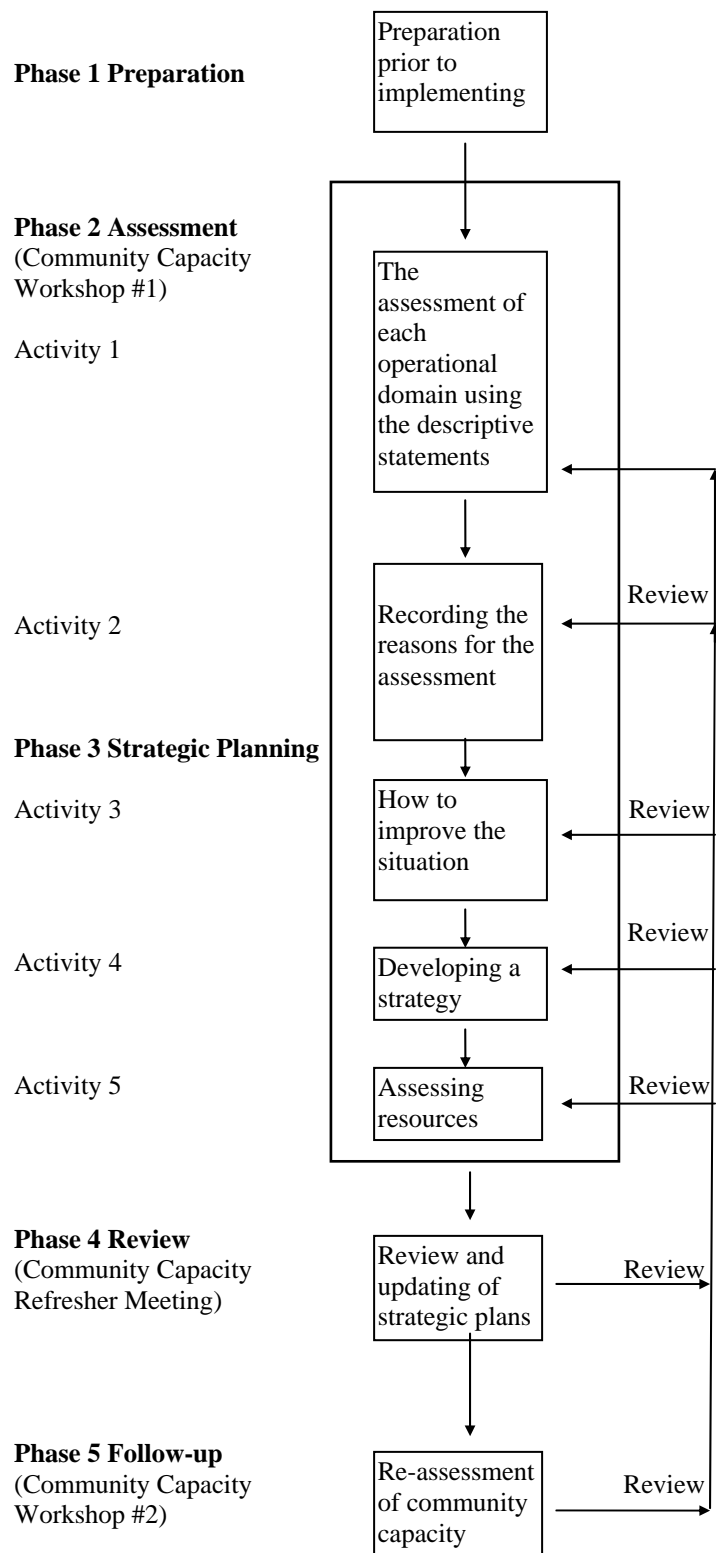 Phase 1 Preparation
Preparation
prior to
implementing
Phase 2 Assessment
(Community Capacity
Workshop #1)
Activity 1
The
assessment of
each
operational
domain using
the descriptive
statements
Activity 2
Recording the
reasons for the
assessment
Review
Phase 3 Strategic Planning
Activity 3
How to
improve the
situation
Review
Activity 4
Developing a
strategy
Review
Activity 5
Assessing
resources
Review
Phase 4 Review
(Community Capacity
Refresher Meeting)
Review and
updating of
strategic plans
Review
Phase 5 Follow-up
(Community Capacity
Workshop #2)
Re-assessment
of community
capacity
Review